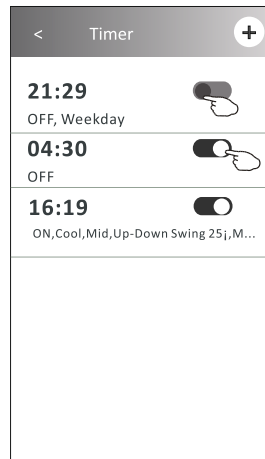 < Timer +
21:29
OFF, Weekday
04:30
OFF
16:19
ON,Cool,Mid,Up-Down Swing 25¡,M...